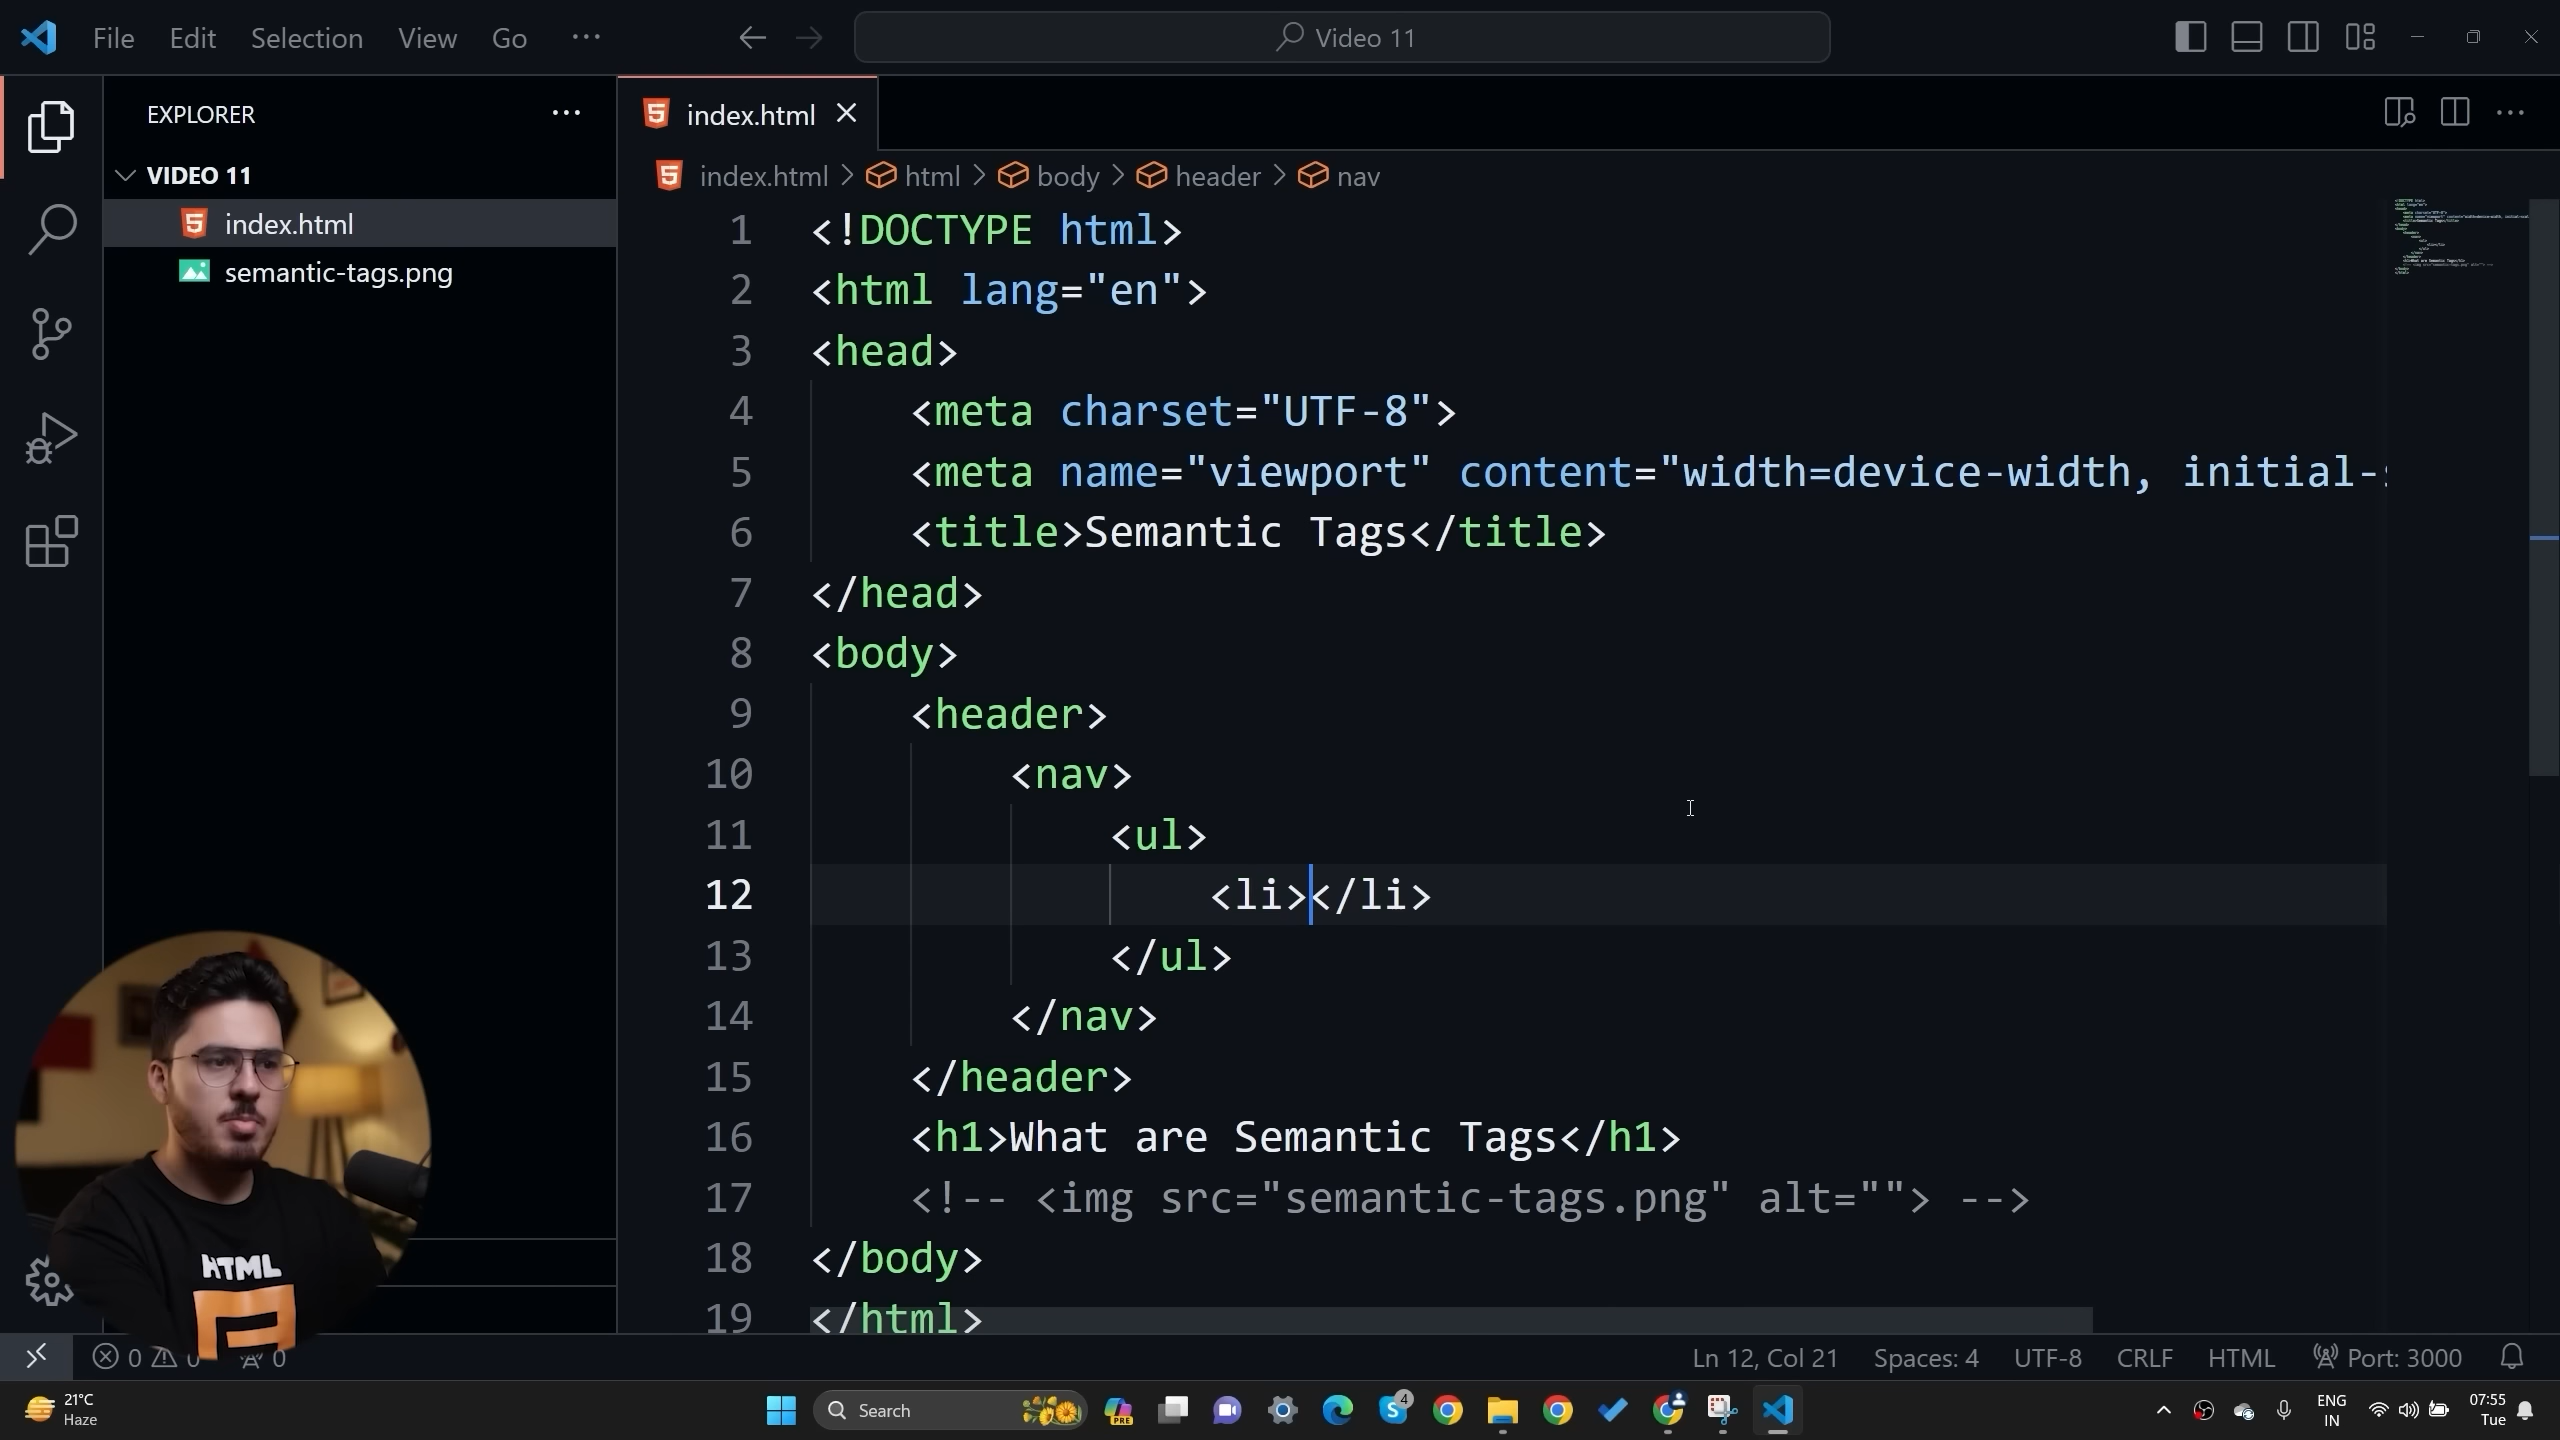 File Edit Selection View Go ··· Video 11
EXPLORER
VIDEO 11
index.html
semantic-tags.png
index.html
index.html > html > body > header > nav
1 <!DOCTYPE html>
2 <html lang="en">
3 <head>
4 <meta charset="UTF-8">
5 <meta name="viewport" content="width=device-width, initial-
6 <title>Semantic Tags</title>
7 </head>
8 <body>
9 <header>
10 <nav>
11 <ul>
12 <li></li>
13 </ul>
14 </nav>
15 </header>
16 <h1>What are Semantic Tags</h1>
17 <!-- <img src="semantic-tags.png" alt=""> -->
18 </body>
19 </html>
HTML
0 0 0 Ln 12, Col 21 Spaces: 4 UTF-8 CRLF HTML Port: 3000
21°C
Haze
Search
PRE
4
ENG
IN
07:55
Tue